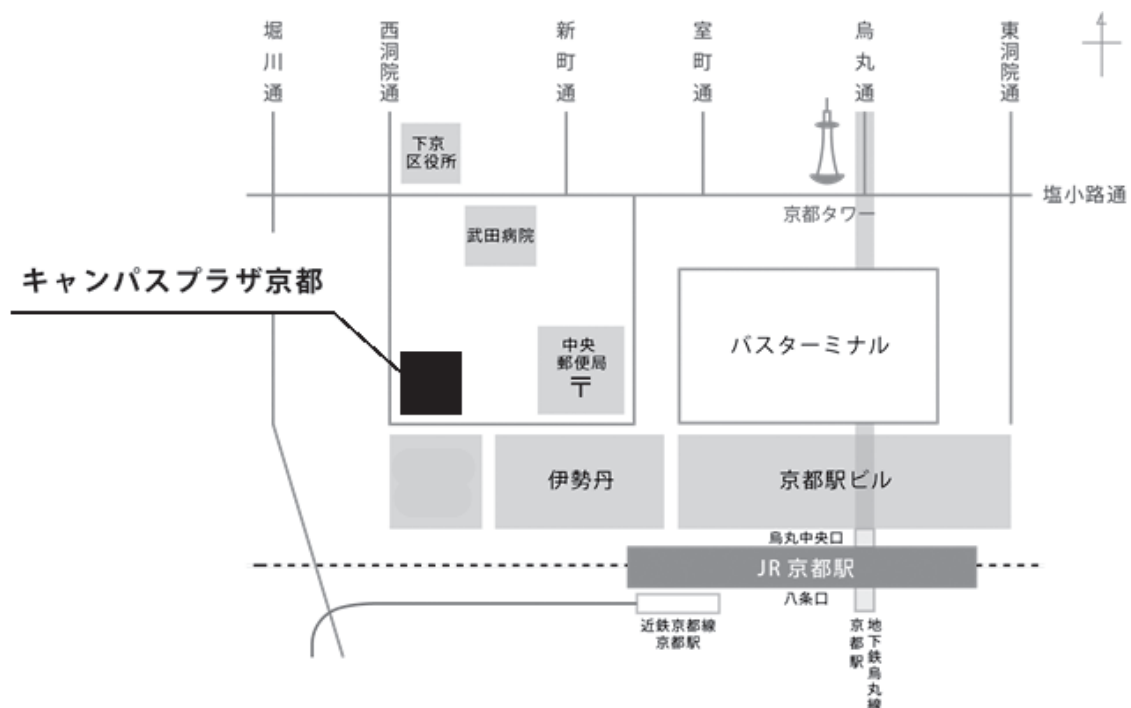 堀川通
西洞院通
新町通
室町通
烏丸通
東洞院通
4
下京
区役所
塩小路通
京都タワー
武田病院
キャンパスプラザ京都
中央
郵便局
〒
バスターミナル
伊勢丹
京都駅ビル
烏丸中央口
JR 京都駅
八条口
近鉄京都線
京都駅
地下鉄烏丸線
京都駅